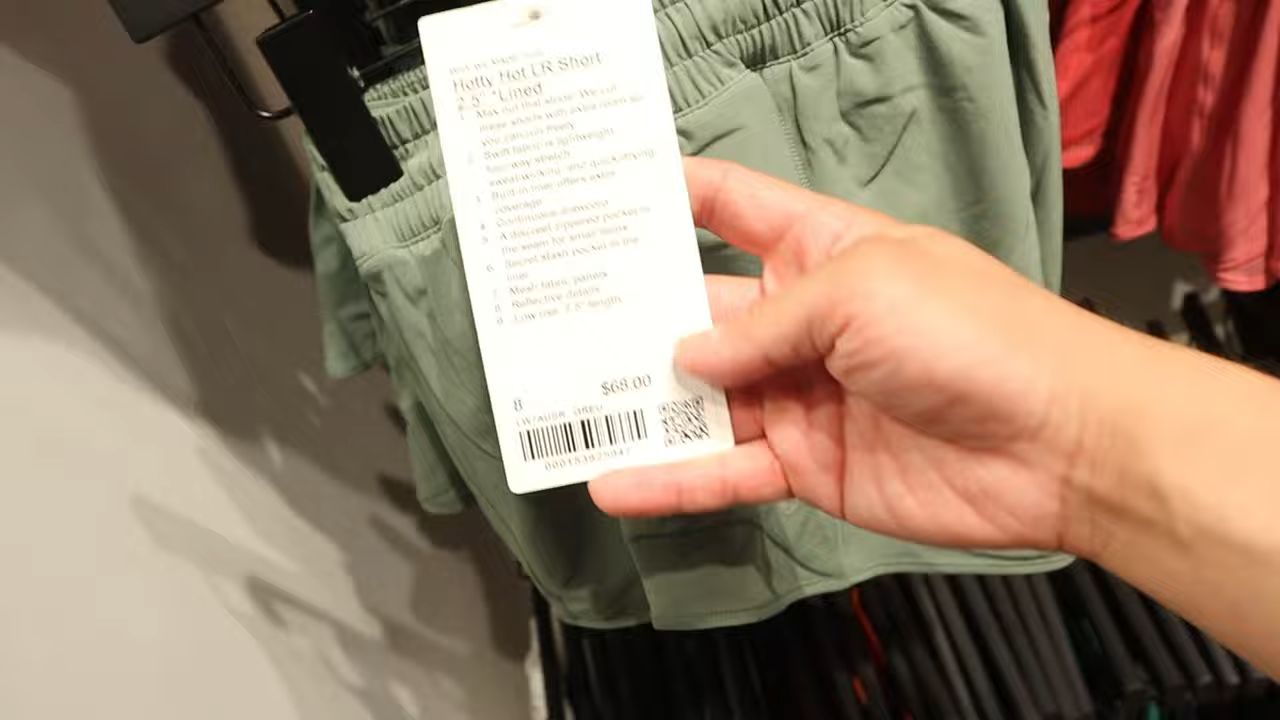 Hotty Hot LR Short
2.5" *Lined
1. Max out that stride. We cut
these shorts with extra room so
you can run freely
2. Swift fabric is lightweight,
four-way stretch,
sweat-wicking, and quick-drying
3. Built-in liner offers extra
coverage
4. Continuous drawcord
5. A discreet zippered pocket in
the seam for small items
6. Secret stash pocket in the
liner
7. Mesh fabric panels
8. Reflective details
9. Low rise, 2.5" length
$68.00
8
LW7AUSR GREU
000153925947